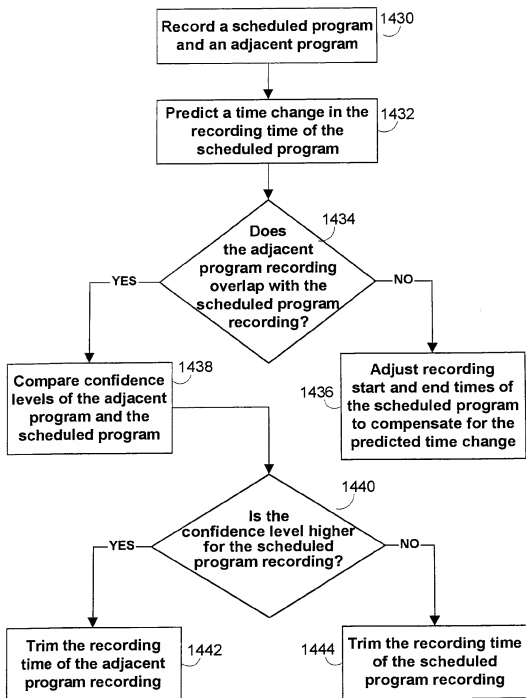 Record a scheduled program
and an adjacent program
1430
Predict a time change in the
recording time of the
scheduled program
1432
Does
the adjacent
program recording
overlap with the
scheduled program
recording?
1434
YES
NO
Compare confidence
levels of the adjacent
program and the
scheduled program
1438
1436
Adjust recording
start and end times of
the scheduled program
to compensate for the
predicted time change
Is the
confidence level higher
for the scheduled
program recording?
1440
YES
NO
Trim the recording
time of the adjacent
program recording
1442
1444
Trim the recording time
of the scheduled
program recording